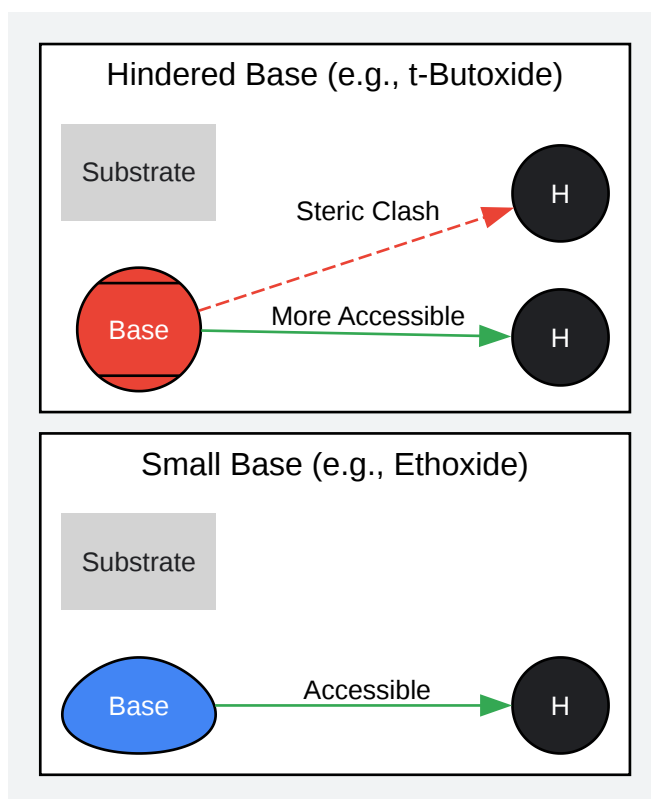 Hindered Base (e.g., t-Butoxide)
Substrate
Steric Clash
H
Base
More Accessible
H
Small Base (e.g., Ethoxide)
Substrate
Base
Accessible
H